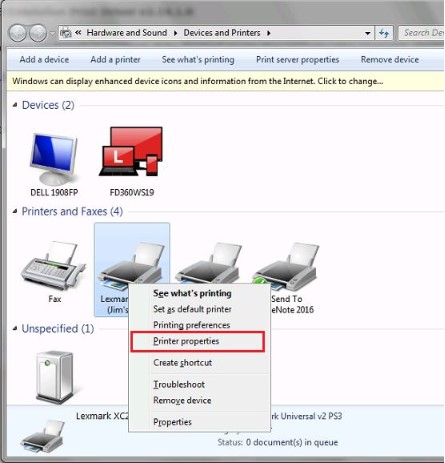 Hardware and Sound ▸ Devices and Printers ▸
Search Dev
Add a device Add a printer See what's printing Print server properties Remove device
Windows can display enhanced device icons and information from the Internet. Click to change...
Devices (2)
DELL 1908FP FD360WS19
Printers and Faxes (4)
Fax Lexmark Send To
(Jim's eNote 2016
See what's printing
Set as default printer
Printing preferences
Printer properties
Create shortcut
Troubleshoot
Remove device
Properties
Unspecified (1)
Lexmark XC2 rk Universal v2 PS3
Status: 0 document(s) in queue